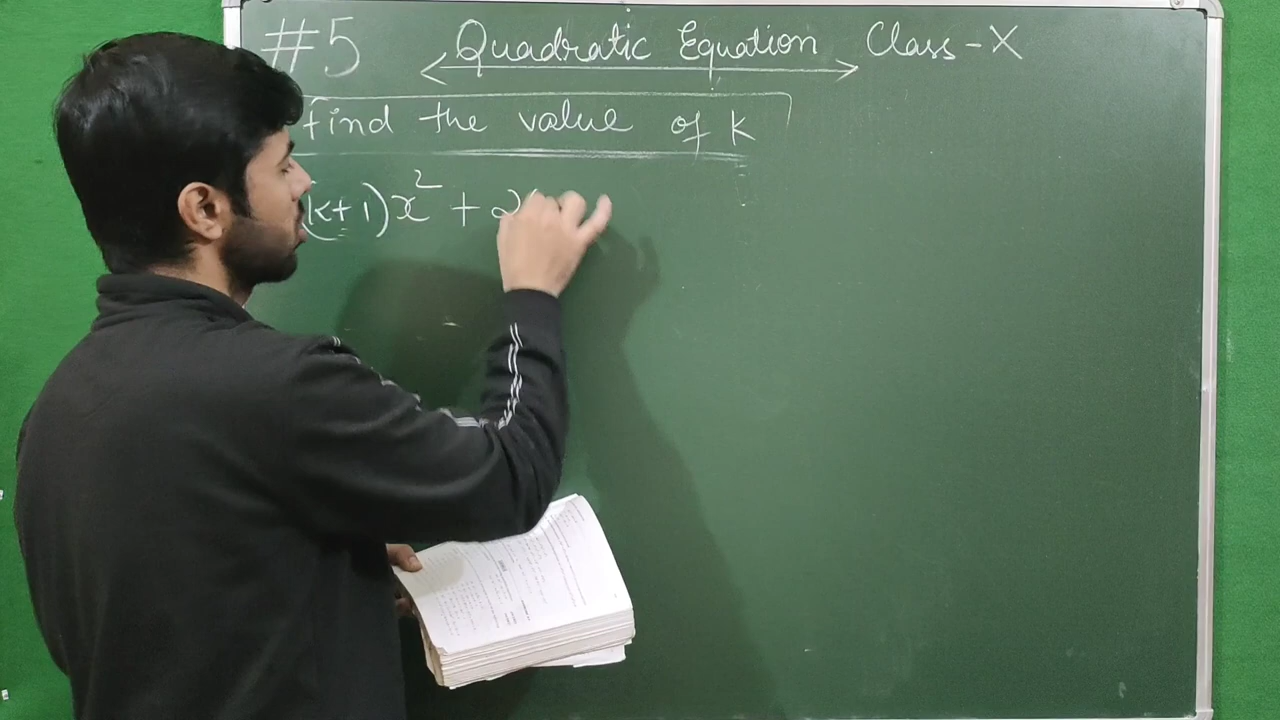 #5 Quadratic Equation Class-X
find the value of k
(k+1)x² + 2(